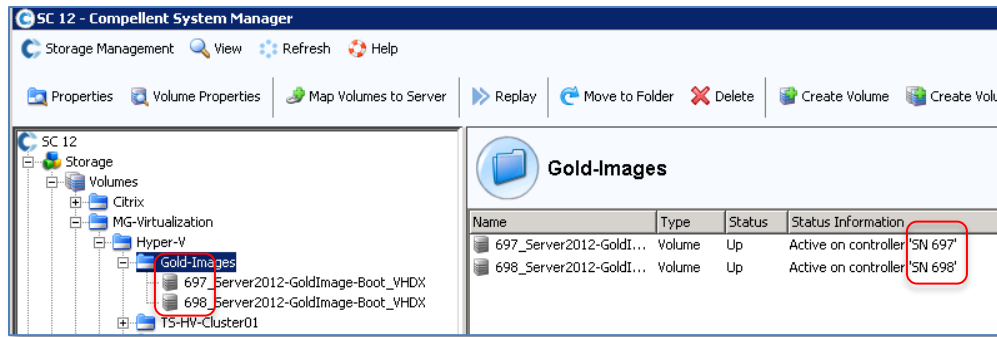 SC 12 - Compellent System Manager
Storage Management View Refresh Help
Properties Volume Properties Map Volumes to Server Replay Move to Folder Delete Create Volume Create Volu
SC 12
Storage
Volumes
Citrix
MG-Virtualization
Hyper-V
Gold-Images
697_Server2012-GoldImage-Boot_VHDX
698_Server2012-GoldImage-Boot_VHDX
TS-HV-Cluster01
Gold-Images
Name Type Status Status Information
697_Server2012-GoldI... Volume Up Active on controller 'SN 697'
698_Server2012-GoldI... Volume Up Active on controller 'SN 698'